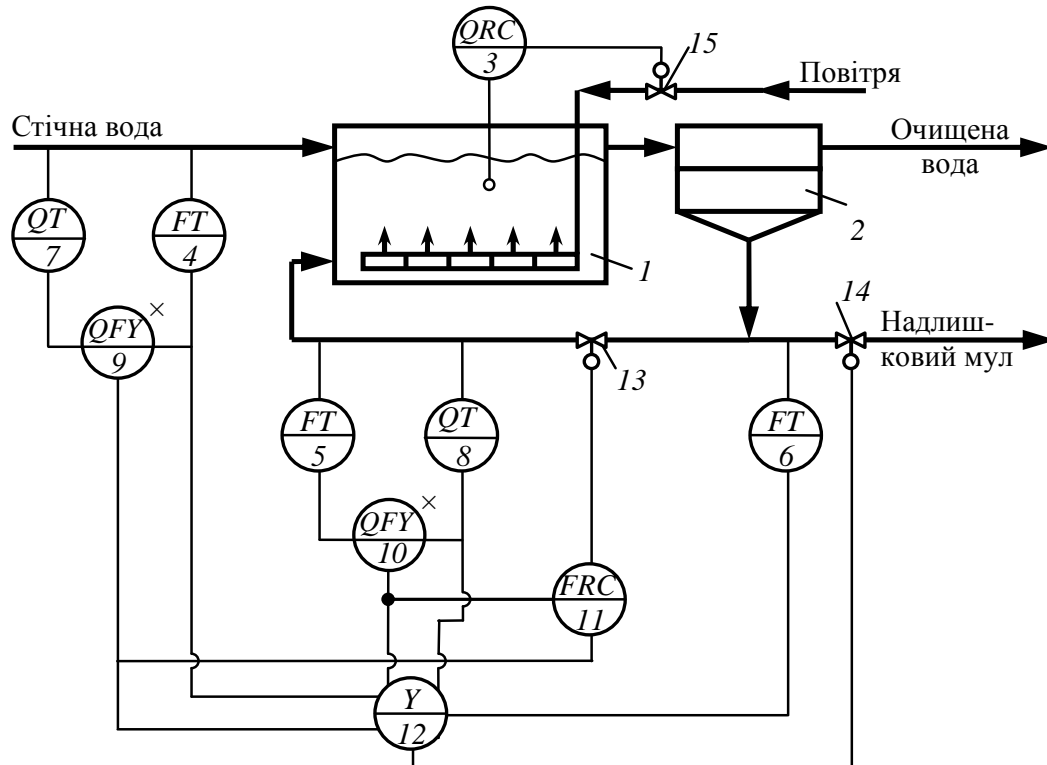 QRC
3
15
Повітря
Стічна вода
Очищена
вода
QT
7
FT
4
2
1
QFY ×
9
14
Надлиш-
ковий мул
13
FT
5
QT
8
FT
6
QFY ×
10
FRC
11
Y
12